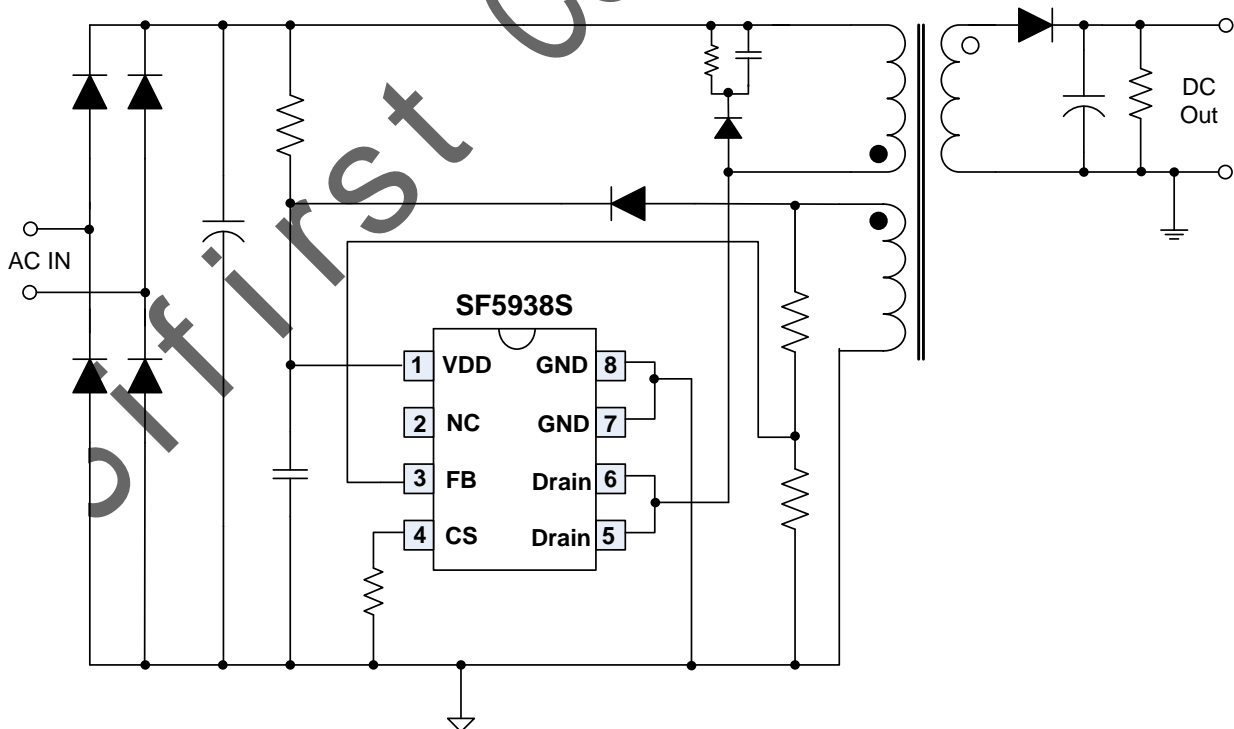 DC
Out
AC IN
SF5938S
1 VDD GND 8
2 NC GND 7
3 FB Drain 6
4 CS Drain 5